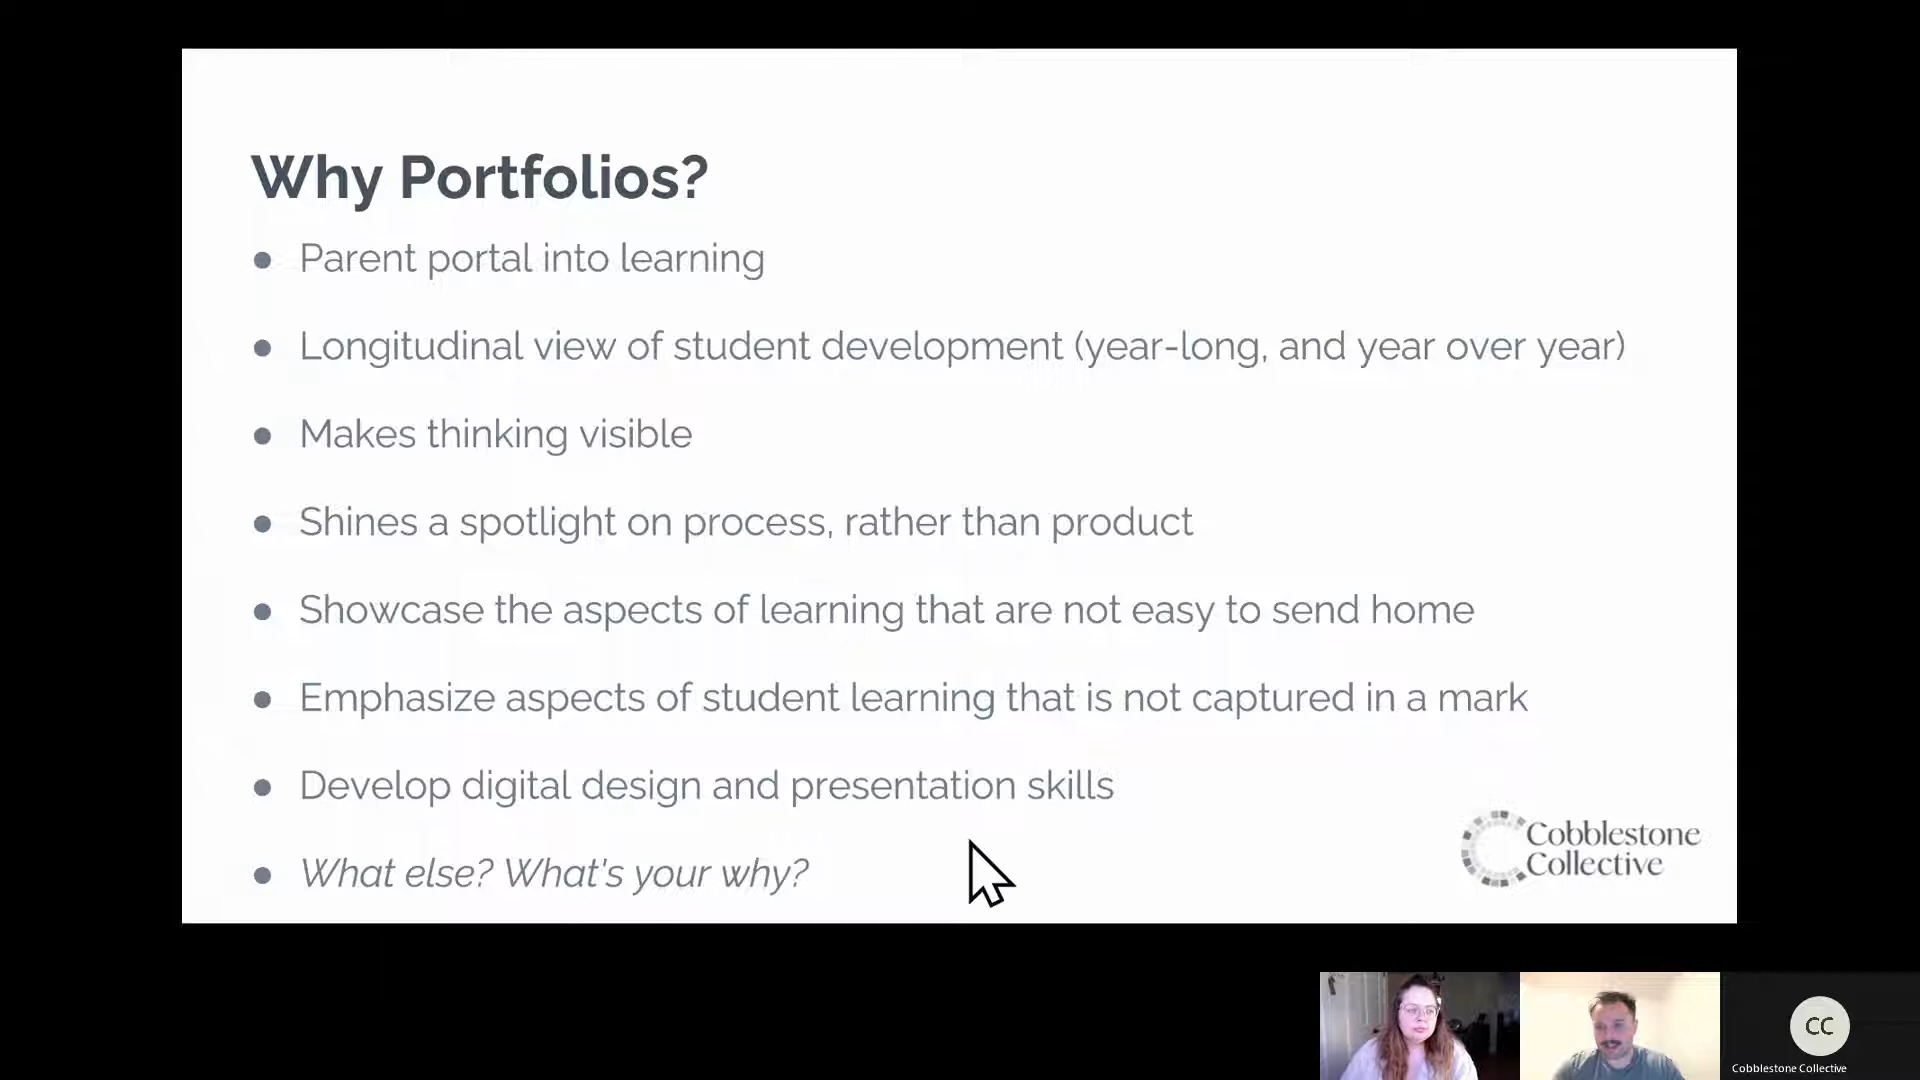 Why Portfolios?
● Parent portal into learning
● Longitudinal view of student development (year-long, and year over year)
● Makes thinking visible
● Shines a spotlight on process, rather than product
● Showcase the aspects of learning that are not easy to send home
● Emphasize aspects of student learning that is not captured in a mark
● Develop digital design and presentation skills
● What else? What's your why?
Cobblestone
Collective
CC
Cobblestone Collective